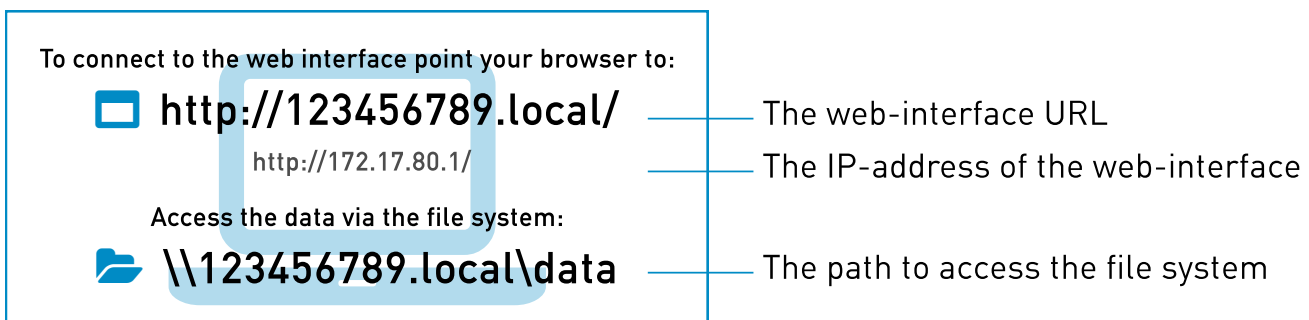 To connect to the web interface point your browser to:
http://123456789.local/
The web-interface URL
http://172.17.80.1/
The IP-address of the web-interface
Access the data via the file system:
\\123456789.local\data
The path to access the file system